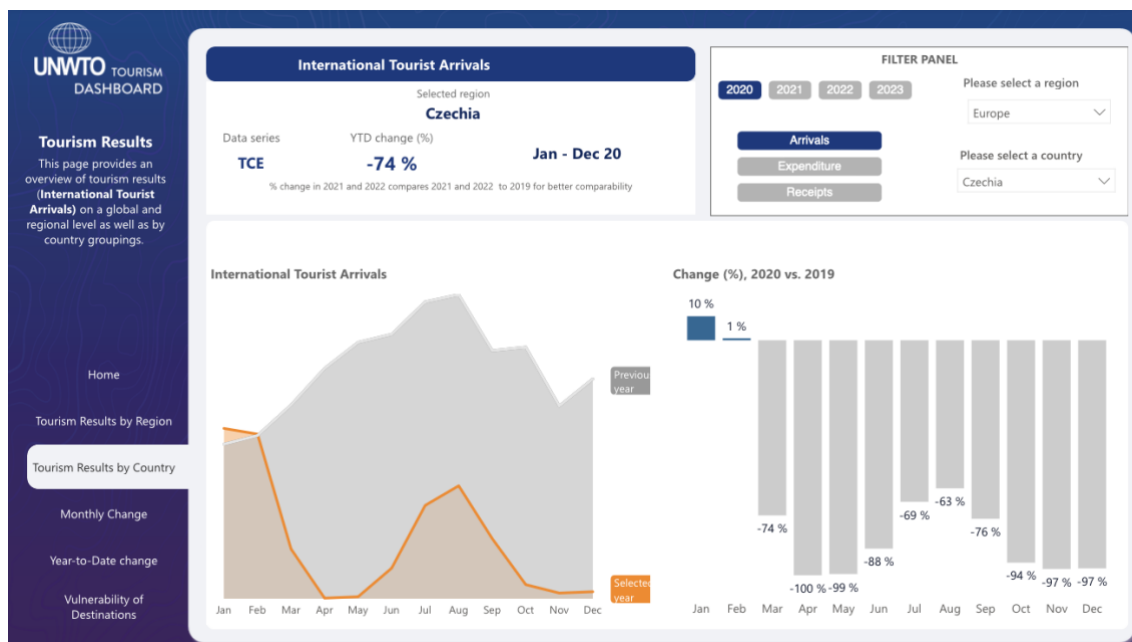 UNWTO TOURISM
DASHBOARD
Tourism Results
This page provides an
overview of tourism results
(International Tourist
Arrivals) on a global and
regional level as well as by
country groupings.
Home
Tourism Results by Region
Tourism Results by Country
Monthly Change
Year-to-Date change
Vulnerability of
Destinations
International Tourist Arrivals
Selected region
Czechia
Data series
YTD change (%)
TCE
-74 %
Jan - Dec 20
% change in 2021 and 2022 compares 2021 and 2022 to 2019 for better comparability
FILTER PANEL
2020 2021 2022 2023
Please select a region
Europe
Arrivals
Expenditure
Receipts
Please select a country
Czechia
International Tourist Arrivals
Previou
year
Selected
year
Jan Feb Mar Apr May Jun Jul Aug Sep Oct Nov Dec
Change (%), 2020 vs. 2019
10 %
1 %
-74 %
-100 %
-99 %
-88 %
-69 %
-63 %
-76 %
-94 %
-97 %
-97 %
Jan Feb Mar Apr May Jun Jul Aug Sep Oct Nov Dec